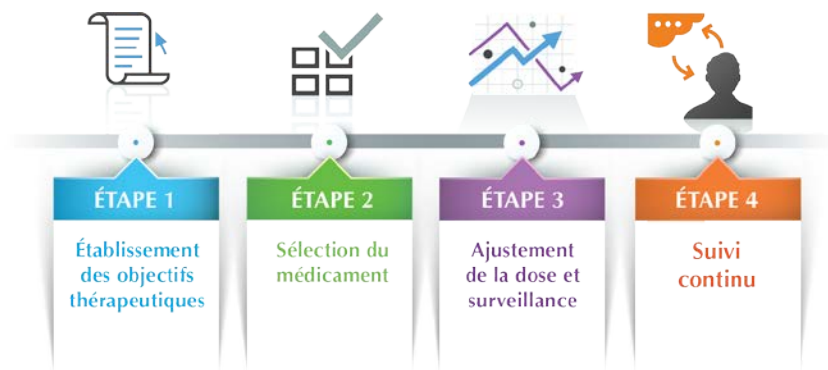 ÉTAPE 1
Établissement
des objectifs
thérapeutiques
ÉTAPE 2
Sélection du
médicament
ÉTAPE 3
Ajustement
de la dose et
surveillance
ÉTAPE 4
Suivi
continu